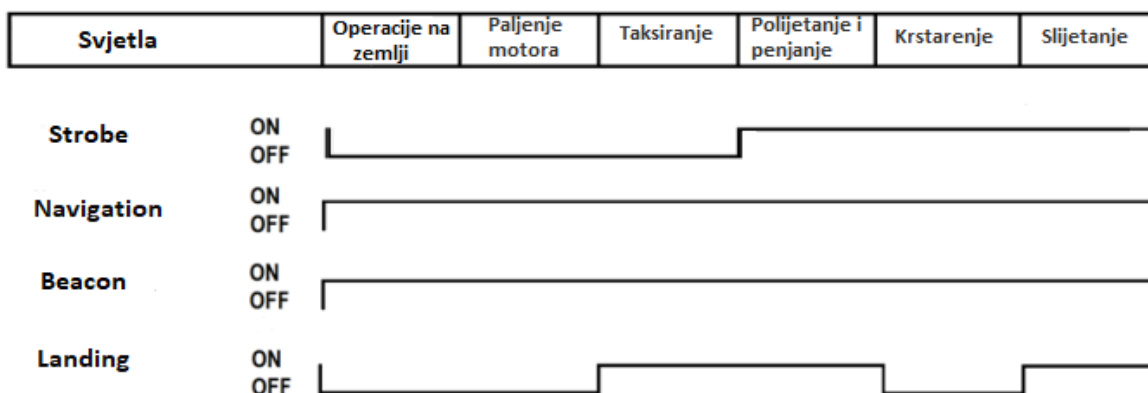 Svjetla
Operacije na
zemlji
Paljenje
motora
Taksiranje
Polijetanje i
penjanje
Krstarenje
Slijetanje
Strobe
ON
OFF
Navigation
ON
OFF
Beacon
ON
OFF
Landing
ON
OFF